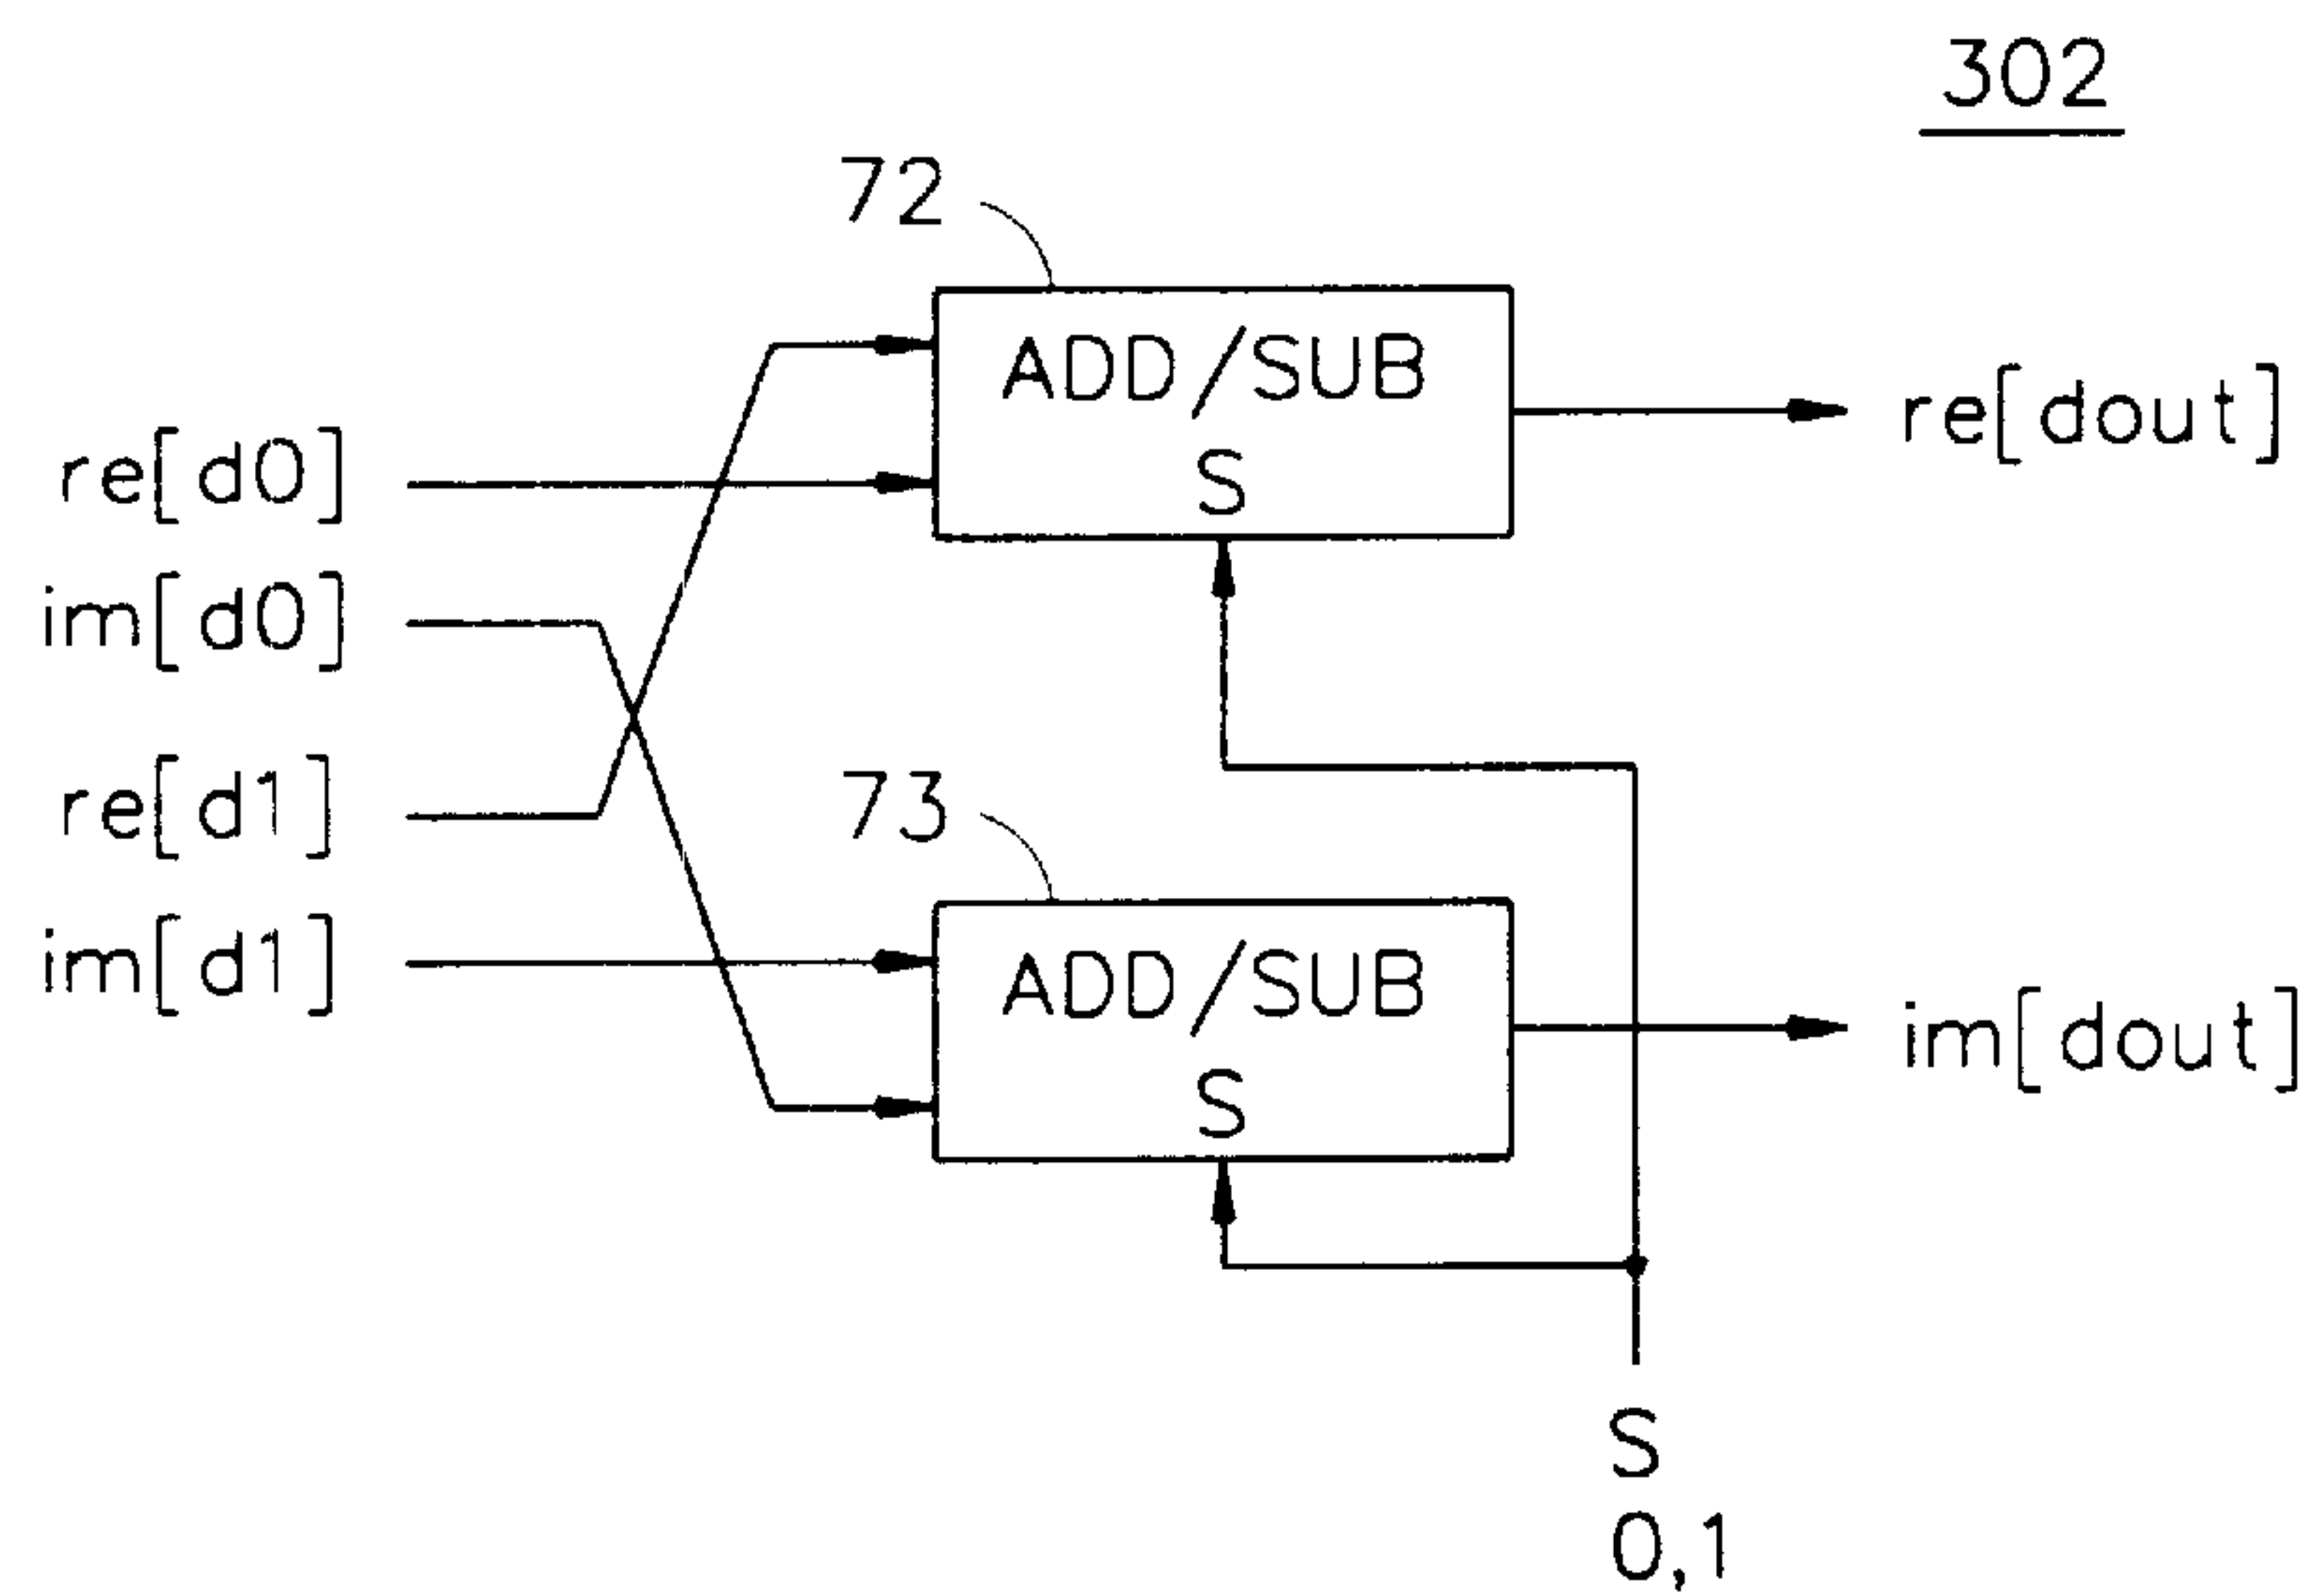 302
72
ADD/SUB
S
re[dout]
re[d0]
im[d0]
re[d1]
im[d1]
73
ADD/SUB
S
im[dout]
S
0,1